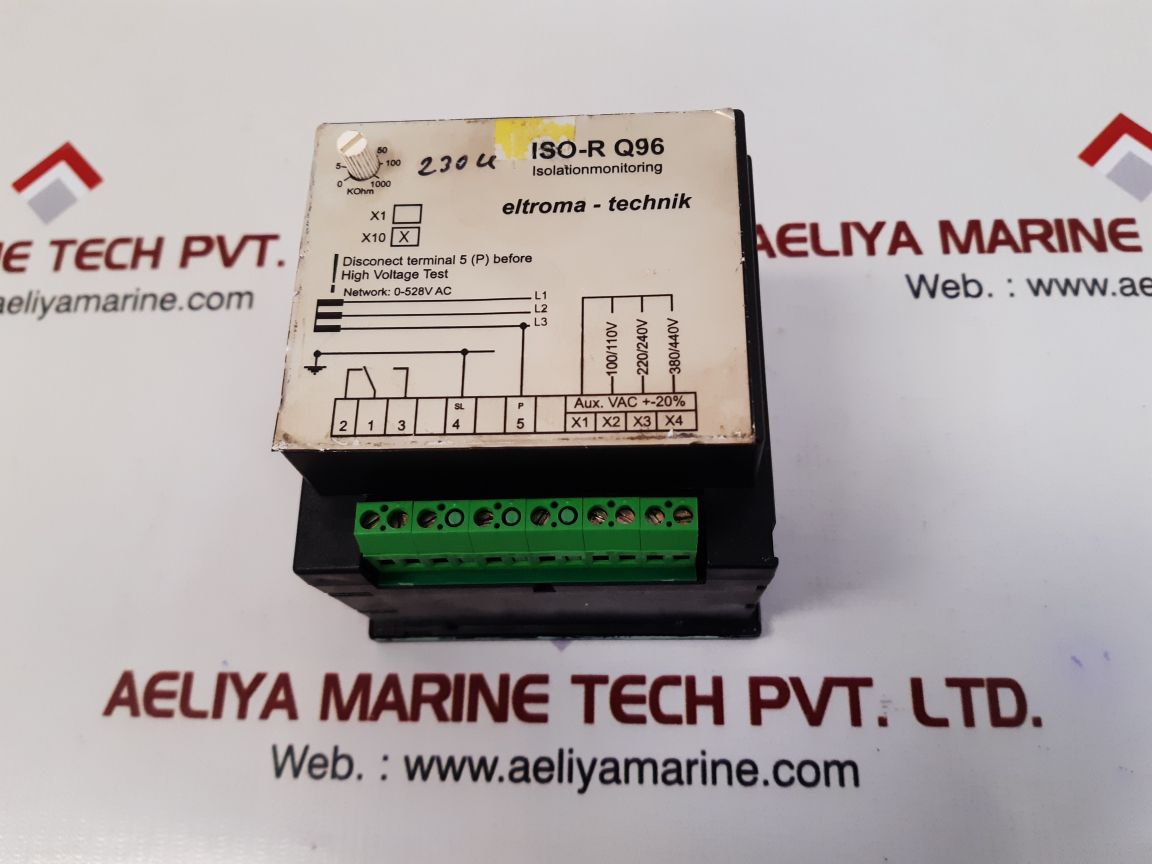 50
5
100
0
1000
KOhm
230
ISO-R Q96
Isolationmonitoring
eltroma - technik
X1
X10 X
Disconect terminal 5 (P) before
High Voltage Test
Network: 0-528V AC
L1
L2
L3
100/110V
220/240V
380/440V
SL
P
Aux. VAC +-20%
2 1 3 4 5 X1 X2 X3 X4
E TECH PVT.
aeliyamarine.com
AELIYA MARINE
Web. : www.ae
AELIYA MARINE TECH PVT. LTD.
Web. : www.aeliyamarine.com